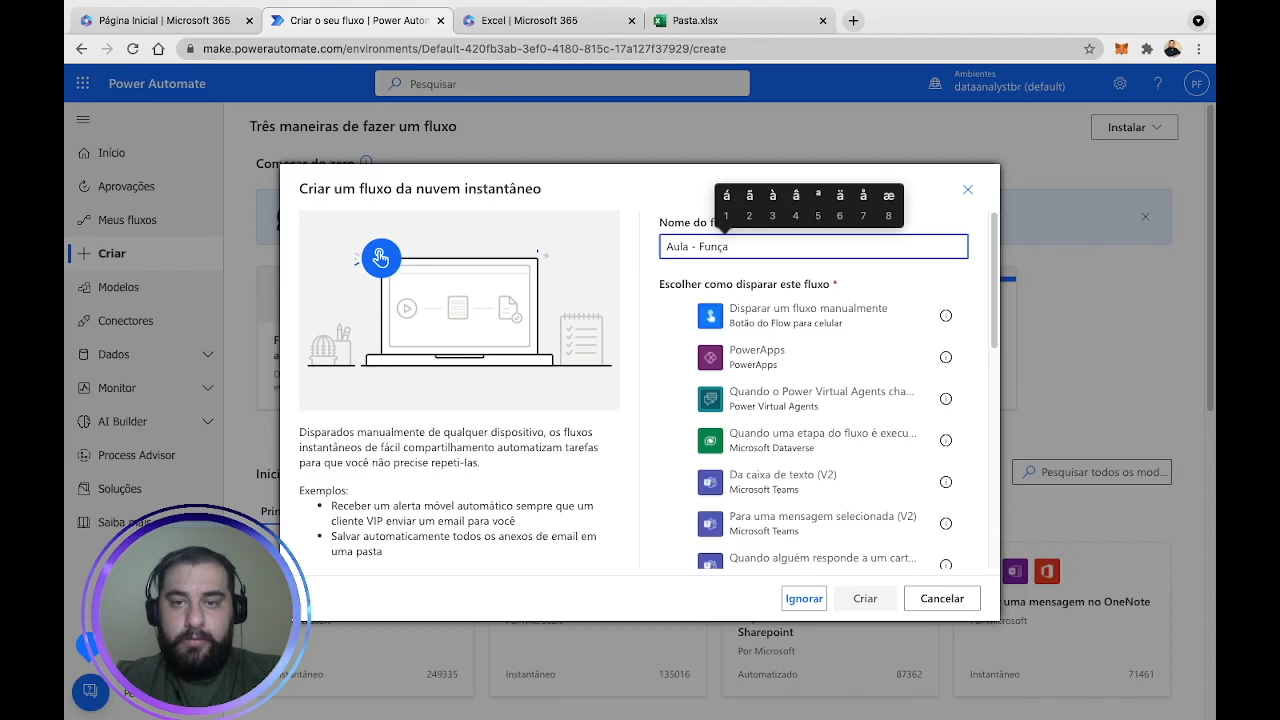 Página Inicial | Microsoft 365
Criar o seu fluxo | Power Autom
Excel | Microsoft 365
Pasta.xlsx
make.powerautomate.com/environments/Default-420fb3ab-3ef0-4180-815c-17a127f37929/create
Power Automate
Pesquisar
Ambientes
dataanalystbr (default)
PF
Três maneiras de fazer um fluxo
Instalar
Início
Aprovações
Meus fluxos
Criar
Modelos
Conectores
Dados
Monitor
AI Builder
Process Advisor
Soluções
Saiba mais
Criar um fluxo da nuvem instantâneo
á ã à â ª ä å æ
1 2 3 4 5 6 7 8
Nome do f
Aula - Funça
Escolher como disparar este fluxo *
Disparar um fluxo manualmente
Botão do Flow para celular
PowerApps
PowerApps
Quando o Power Virtual Agents cha...
Power Virtual Agents
Quando uma etapa do fluxo é execu...
Microsoft Dataverse
Da caixa de texto (V2)
Microsoft Teams
Para uma mensagem selecionada (V2)
Microsoft Teams
Quando alguém responde a um cart...
Disparados manualmente de qualquer dispositivo, os fluxos
instantâneos de fácil compartilhamento automatizam tarefas
para que você não precise repeti-las.
Exemplos:
• Receber um alerta móvel automático sempre que um
cliente VIP enviar um email para você
• Salvar automaticamente todos os anexos de email em
uma pasta
Ignorar
Criar
Cancelar
Pesquisar todos os mod...
uma mensagem no OneNote
Sharepoint
Por Microsoft
249335
Instantâneo
135016
Automatizado
87362
Instantâneo
71461